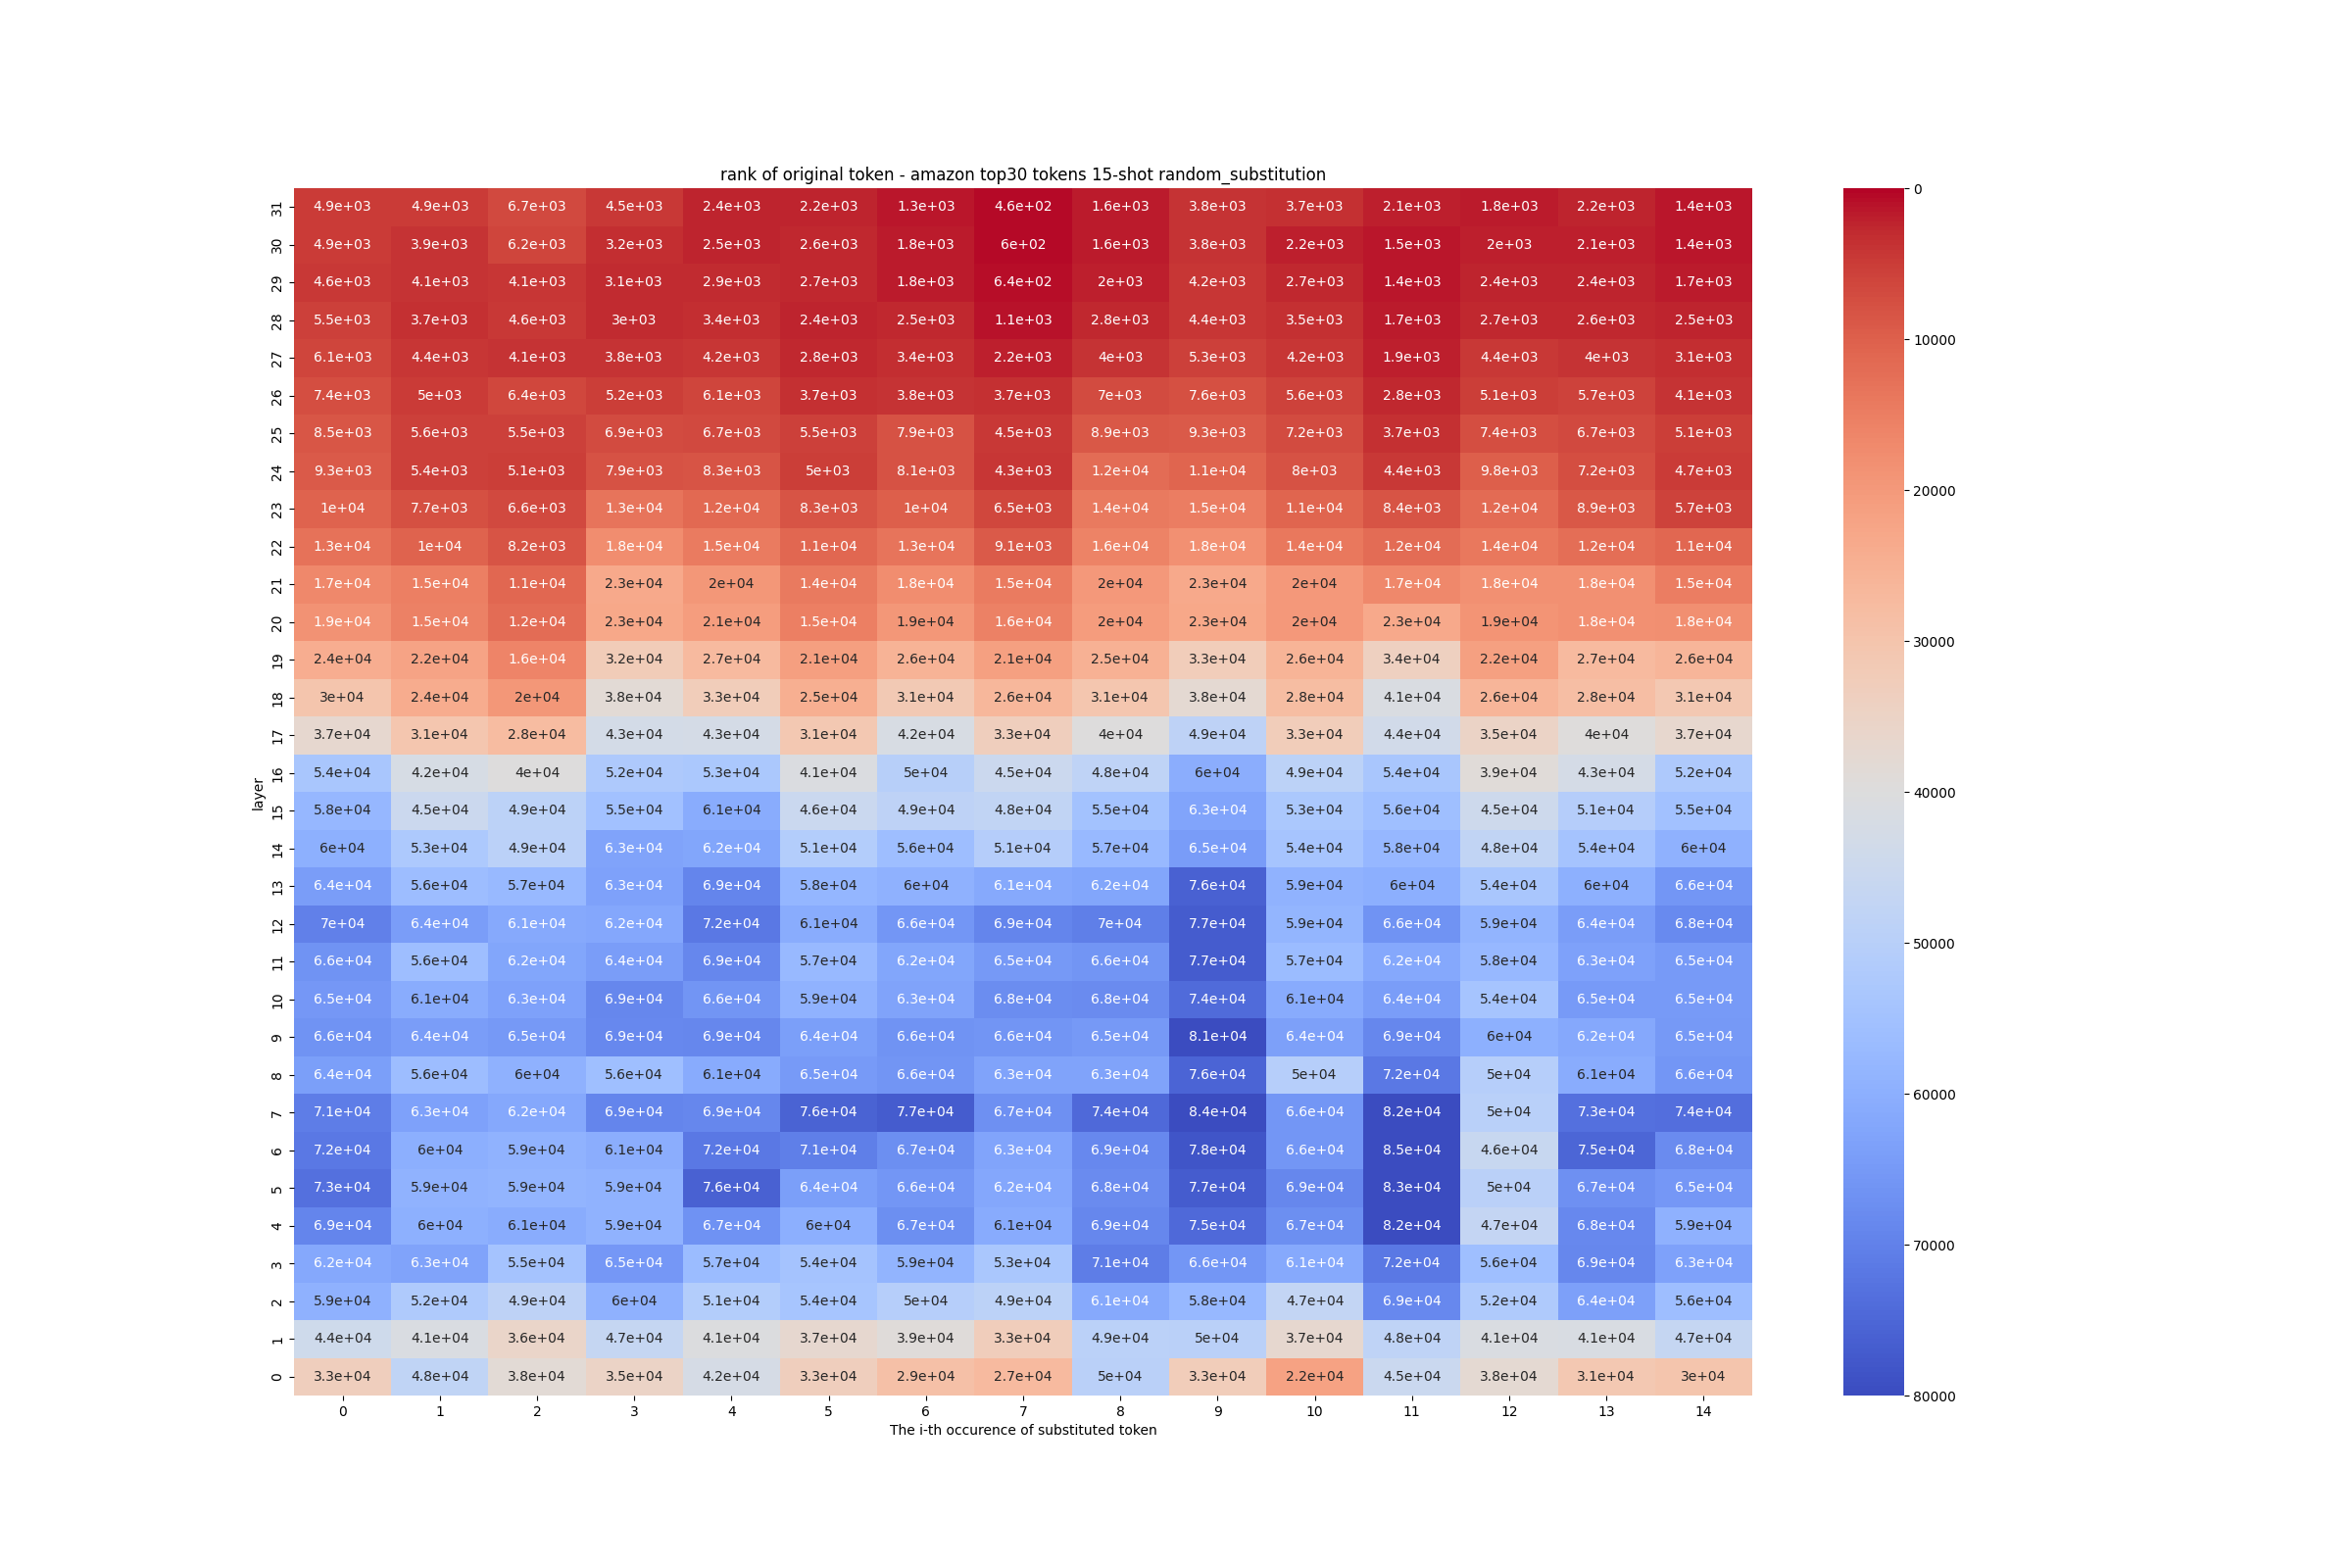 rank of original token - amazon top30 tokens 15-shot random_substitution
31 4.9e+03 4.9e+03 6.7e+03 4.5e+03 2.4e+03 2.2e+03 1.3e+03 4.6e+02 1.6e+03 3.8e+03 3.7e+03 2.1e+03 1.8e+03 2.2e+03 1.4e+03
30 4.9e+03 3.9e+03 6.2e+03 3.2e+03 2.5e+03 2.6e+03 1.8e+03 6e+02 1.6e+03 3.8e+03 2.2e+03 1.5e+03 2e+03 2.1e+03 1.4e+03
29 4.6e+03 4.1e+03 4.1e+03 3.1e+03 2.9e+03 2.7e+03 1.8e+03 6.4e+02 2e+03 4.2e+03 2.7e+03 1.4e+03 2.4e+03 2.4e+03 1.7e+03
28 5.5e+03 3.7e+03 4.6e+03 3e+03 3.4e+03 2.4e+03 2.5e+03 1.1e+03 2.8e+03 4.4e+03 3.5e+03 1.7e+03 2.7e+03 2.6e+03 2.5e+03
27 6.1e+03 4.4e+03 4.1e+03 3.8e+03 4.2e+03 2.8e+03 3.4e+03 2.2e+03 4e+03 5.3e+03 4.2e+03 1.9e+03 4.4e+03 4e+03 3.1e+03
26 7.4e+03 5e+03 6.4e+03 5.2e+03 6.1e+03 3.7e+03 3.8e+03 3.7e+03 7e+03 7.6e+03 5.6e+03 2.8e+03 5.1e+03 5.7e+03 4.1e+03
25 8.5e+03 5.6e+03 5.5e+03 6.9e+03 6.7e+03 5.5e+03 7.9e+03 4.5e+03 8.9e+03 9.3e+03 7.2e+03 3.7e+03 7.4e+03 6.7e+03 5.1e+03
24 9.3e+03 5.4e+03 5.1e+03 7.9e+03 8.3e+03 5e+03 8.1e+03 4.3e+03 1.2e+04 1.1e+04 8e+03 4.4e+03 9.8e+03 7.2e+03 4.7e+03
23 1e+04 7.7e+03 6.6e+03 1.3e+04 1.2e+04 8.3e+03 1e+04 6.5e+03 1.4e+04 1.5e+04 1.1e+04 8.4e+03 1.2e+04 8.9e+03 5.7e+03
22 1.3e+04 1e+04 8.2e+03 1.8e+04 1.5e+04 1.1e+04 1.3e+04 9.1e+03 1.6e+04 1.8e+04 1.4e+04 1.2e+04 1.4e+04 1.2e+04 1.1e+04
21 1.7e+04 1.5e+04 1.1e+04 2.3e+04 2e+04 1.4e+04 1.8e+04 1.5e+04 2e+04 2.3e+04 2e+04 1.7e+04 1.8e+04 1.8e+04 1.5e+04
20 1.9e+04 1.5e+04 1.2e+04 2.3e+04 2.1e+04 1.5e+04 1.9e+04 1.6e+04 2e+04 2.3e+04 2e+04 2.3e+04 1.9e+04 1.8e+04 1.8e+04
19 2.4e+04 2.2e+04 1.6e+04 3.2e+04 2.7e+04 2.1e+04 2.6e+04 2.1e+04 2.5e+04 3.3e+04 2.6e+04 3.4e+04 2.2e+04 2.7e+04 2.6e+04
18 3e+04 2.4e+04 2e+04 3.8e+04 3.3e+04 2.5e+04 3.1e+04 2.6e+04 3.1e+04 3.8e+04 2.8e+04 4.1e+04 2.6e+04 2.8e+04 3.1e+04
17 3.7e+04 3.1e+04 2.8e+04 4.3e+04 4.3e+04 3.1e+04 4.2e+04 3.3e+04 4e+04 4.9e+04 3.3e+04 4.4e+04 3.5e+04 4e+04 3.7e+04
16 5.4e+04 4.2e+04 4e+04 5.2e+04 5.3e+04 4.1e+04 5e+04 4.5e+04 4.8e+04 6e+04 4.9e+04 5.4e+04 3.9e+04 4.3e+04 5.2e+04
15 5.8e+04 4.5e+04 4.9e+04 5.5e+04 6.1e+04 4.6e+04 4.9e+04 4.8e+04 5.5e+04 6.3e+04 5.3e+04 5.6e+04 4.5e+04 5.1e+04 5.5e+04
14 6e+04 5.3e+04 4.9e+04 6.3e+04 6.2e+04 5.1e+04 5.6e+04 5.1e+04 5.7e+04 6.5e+04 5.4e+04 5.8e+04 4.8e+04 5.4e+04 6e+04
13 6.4e+04 5.6e+04 5.7e+04 6.3e+04 6.9e+04 5.8e+04 6e+04 6.1e+04 6.2e+04 7.6e+04 5.9e+04 6e+04 5.4e+04 6e+04 6.6e+04
12 7e+04 6.4e+04 6.1e+04 6.2e+04 7.2e+04 6.1e+04 6.6e+04 6.9e+04 7e+04 7.7e+04 5.9e+04 6.6e+04 5.9e+04 6.4e+04 6.8e+04
11 6.6e+04 5.6e+04 6.2e+04 6.4e+04 6.9e+04 5.7e+04 6.2e+04 6.5e+04 6.6e+04 7.7e+04 5.7e+04 6.2e+04 5.8e+04 6.3e+04 6.5e+04
10 6.5e+04 6.1e+04 6.3e+04 6.9e+04 6.6e+04 5.9e+04 6.3e+04 6.8e+04 6.8e+04 7.4e+04 6.1e+04 6.4e+04 5.4e+04 6.5e+04 6.5e+04
9 6.6e+04 6.4e+04 6.5e+04 6.9e+04 6.9e+04 6.4e+04 6.6e+04 6.6e+04 6.5e+04 8.1e+04 6.4e+04 6.9e+04 6e+04 6.2e+04 6.5e+04
8 6.4e+04 5.6e+04 6e+04 5.6e+04 6.1e+04 6.5e+04 6.6e+04 6.3e+04 6.3e+04 7.6e+04 5e+04 7.2e+04 5e+04 6.1e+04 6.6e+04
7 7.1e+04 6.3e+04 6.2e+04 6.9e+04 6.9e+04 7.6e+04 7.7e+04 6.7e+04 7.4e+04 8.4e+04 6.6e+04 8.2e+04 5e+04 7.3e+04 7.4e+04
6 7.2e+04 6e+04 5.9e+04 6.1e+04 7.2e+04 7.1e+04 6.7e+04 6.3e+04 6.9e+04 7.8e+04 6.6e+04 8.5e+04 4.6e+04 7.5e+04 6.8e+04
5 7.3e+04 5.9e+04 5.9e+04 5.9e+04 7.6e+04 6.4e+04 6.6e+04 6.2e+04 6.8e+04 7.7e+04 6.9e+04 8.3e+04 5e+04 6.7e+04 6.5e+04
4 6.9e+04 6e+04 6.1e+04 5.9e+04 6.7e+04 6e+04 6.7e+04 6.1e+04 6.9e+04 7.5e+04 6.7e+04 8.2e+04 4.7e+04 6.8e+04 5.9e+04
3 6.2e+04 6.3e+04 5.5e+04 6.5e+04 5.7e+04 5.4e+04 5.9e+04 5.3e+04 7.1e+04 6.6e+04 6.1e+04 7.2e+04 5.6e+04 6.9e+04 6.3e+04
2 5.9e+04 5.2e+04 4.9e+04 6e+04 5.1e+04 5.4e+04 5e+04 4.9e+04 6.1e+04 5.8e+04 4.7e+04 6.9e+04 5.2e+04 6.4e+04 5.6e+04
1 4.4e+04 4.1e+04 3.6e+04 4.7e+04 4.1e+04 3.7e+04 3.9e+04 3.3e+04 4.9e+04 5e+04 3.7e+04 4.8e+04 4.1e+04 4.1e+04 4.7e+04
0 3.3e+04 4.8e+04 3.8e+04 3.5e+04 4.2e+04 3.3e+04 2.9e+04 2.7e+04 5e+04 3.3e+04 2.2e+04 4.5e+04 3.8e+04 3.1e+04 3e+04
0 1 2 3 4 5 6 7 8 9 10 11 12 13 14
The i-th occurence of substituted token
layer
0
10000
20000
30000
40000
50000
60000
70000
80000